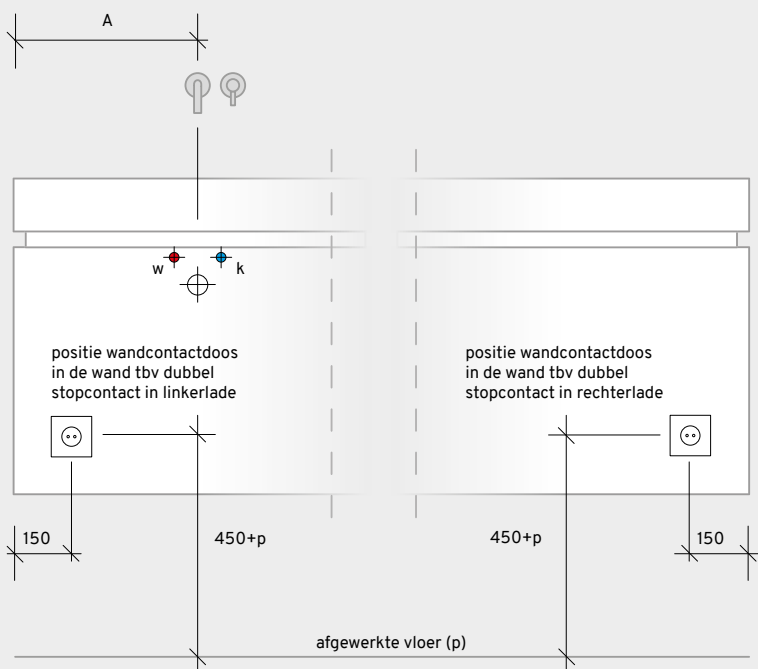 A
w
k
positie wandcontactdoos
in de wand tbv dubbel
stopcontact in linkerlade
positie wandcontactdoos
in de wand tbv dubbel
stopcontact in rechterlade
150
450+p
450+p
150
afgewerkte vloer (p)